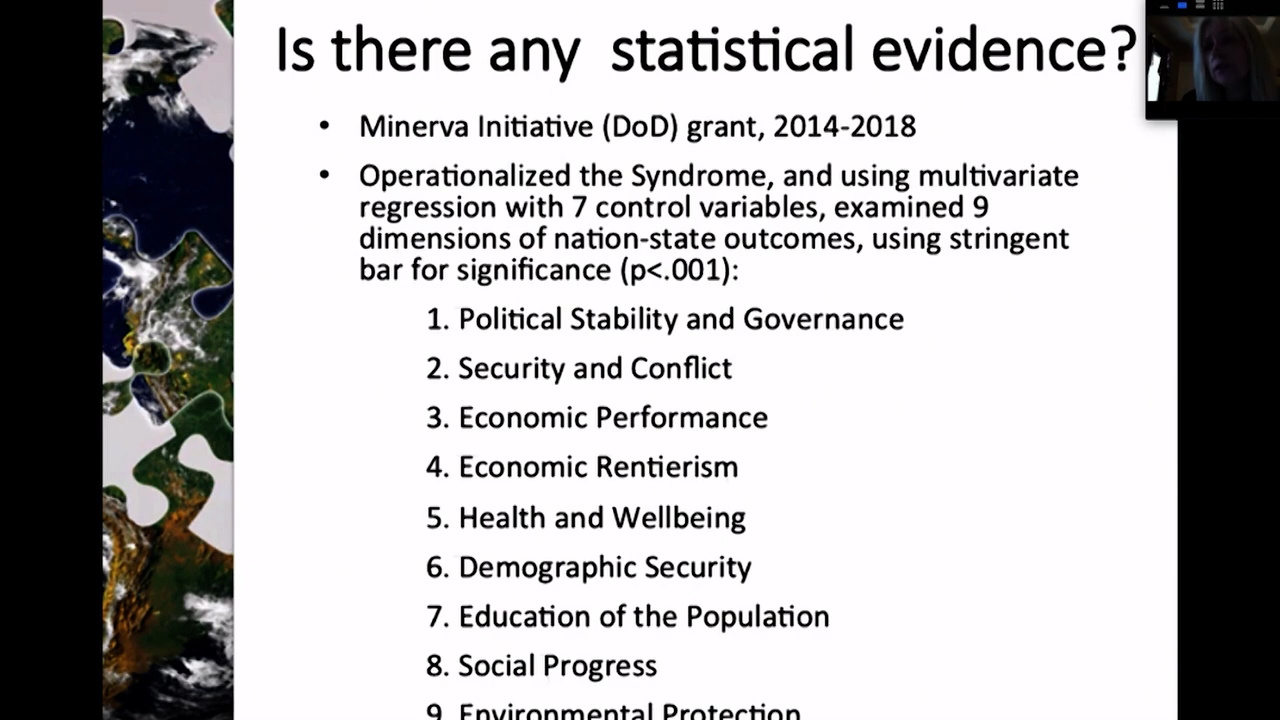 Is there any statistical evidence?
• Minerva Initiative (DoD) grant, 2014-2018
• Operationalized the Syndrome, and using multivariate
regression with 7 control variables, examined 9
dimensions of nation-state outcomes, using stringent
bar for significance (p<.001):
1. Political Stability and Governance
2. Security and Conflict
3. Economic Performance
4. Economic Rentierism
5. Health and Wellbeing
6. Demographic Security
7. Education of the Population
8. Social Progress
9. Environmental Protection